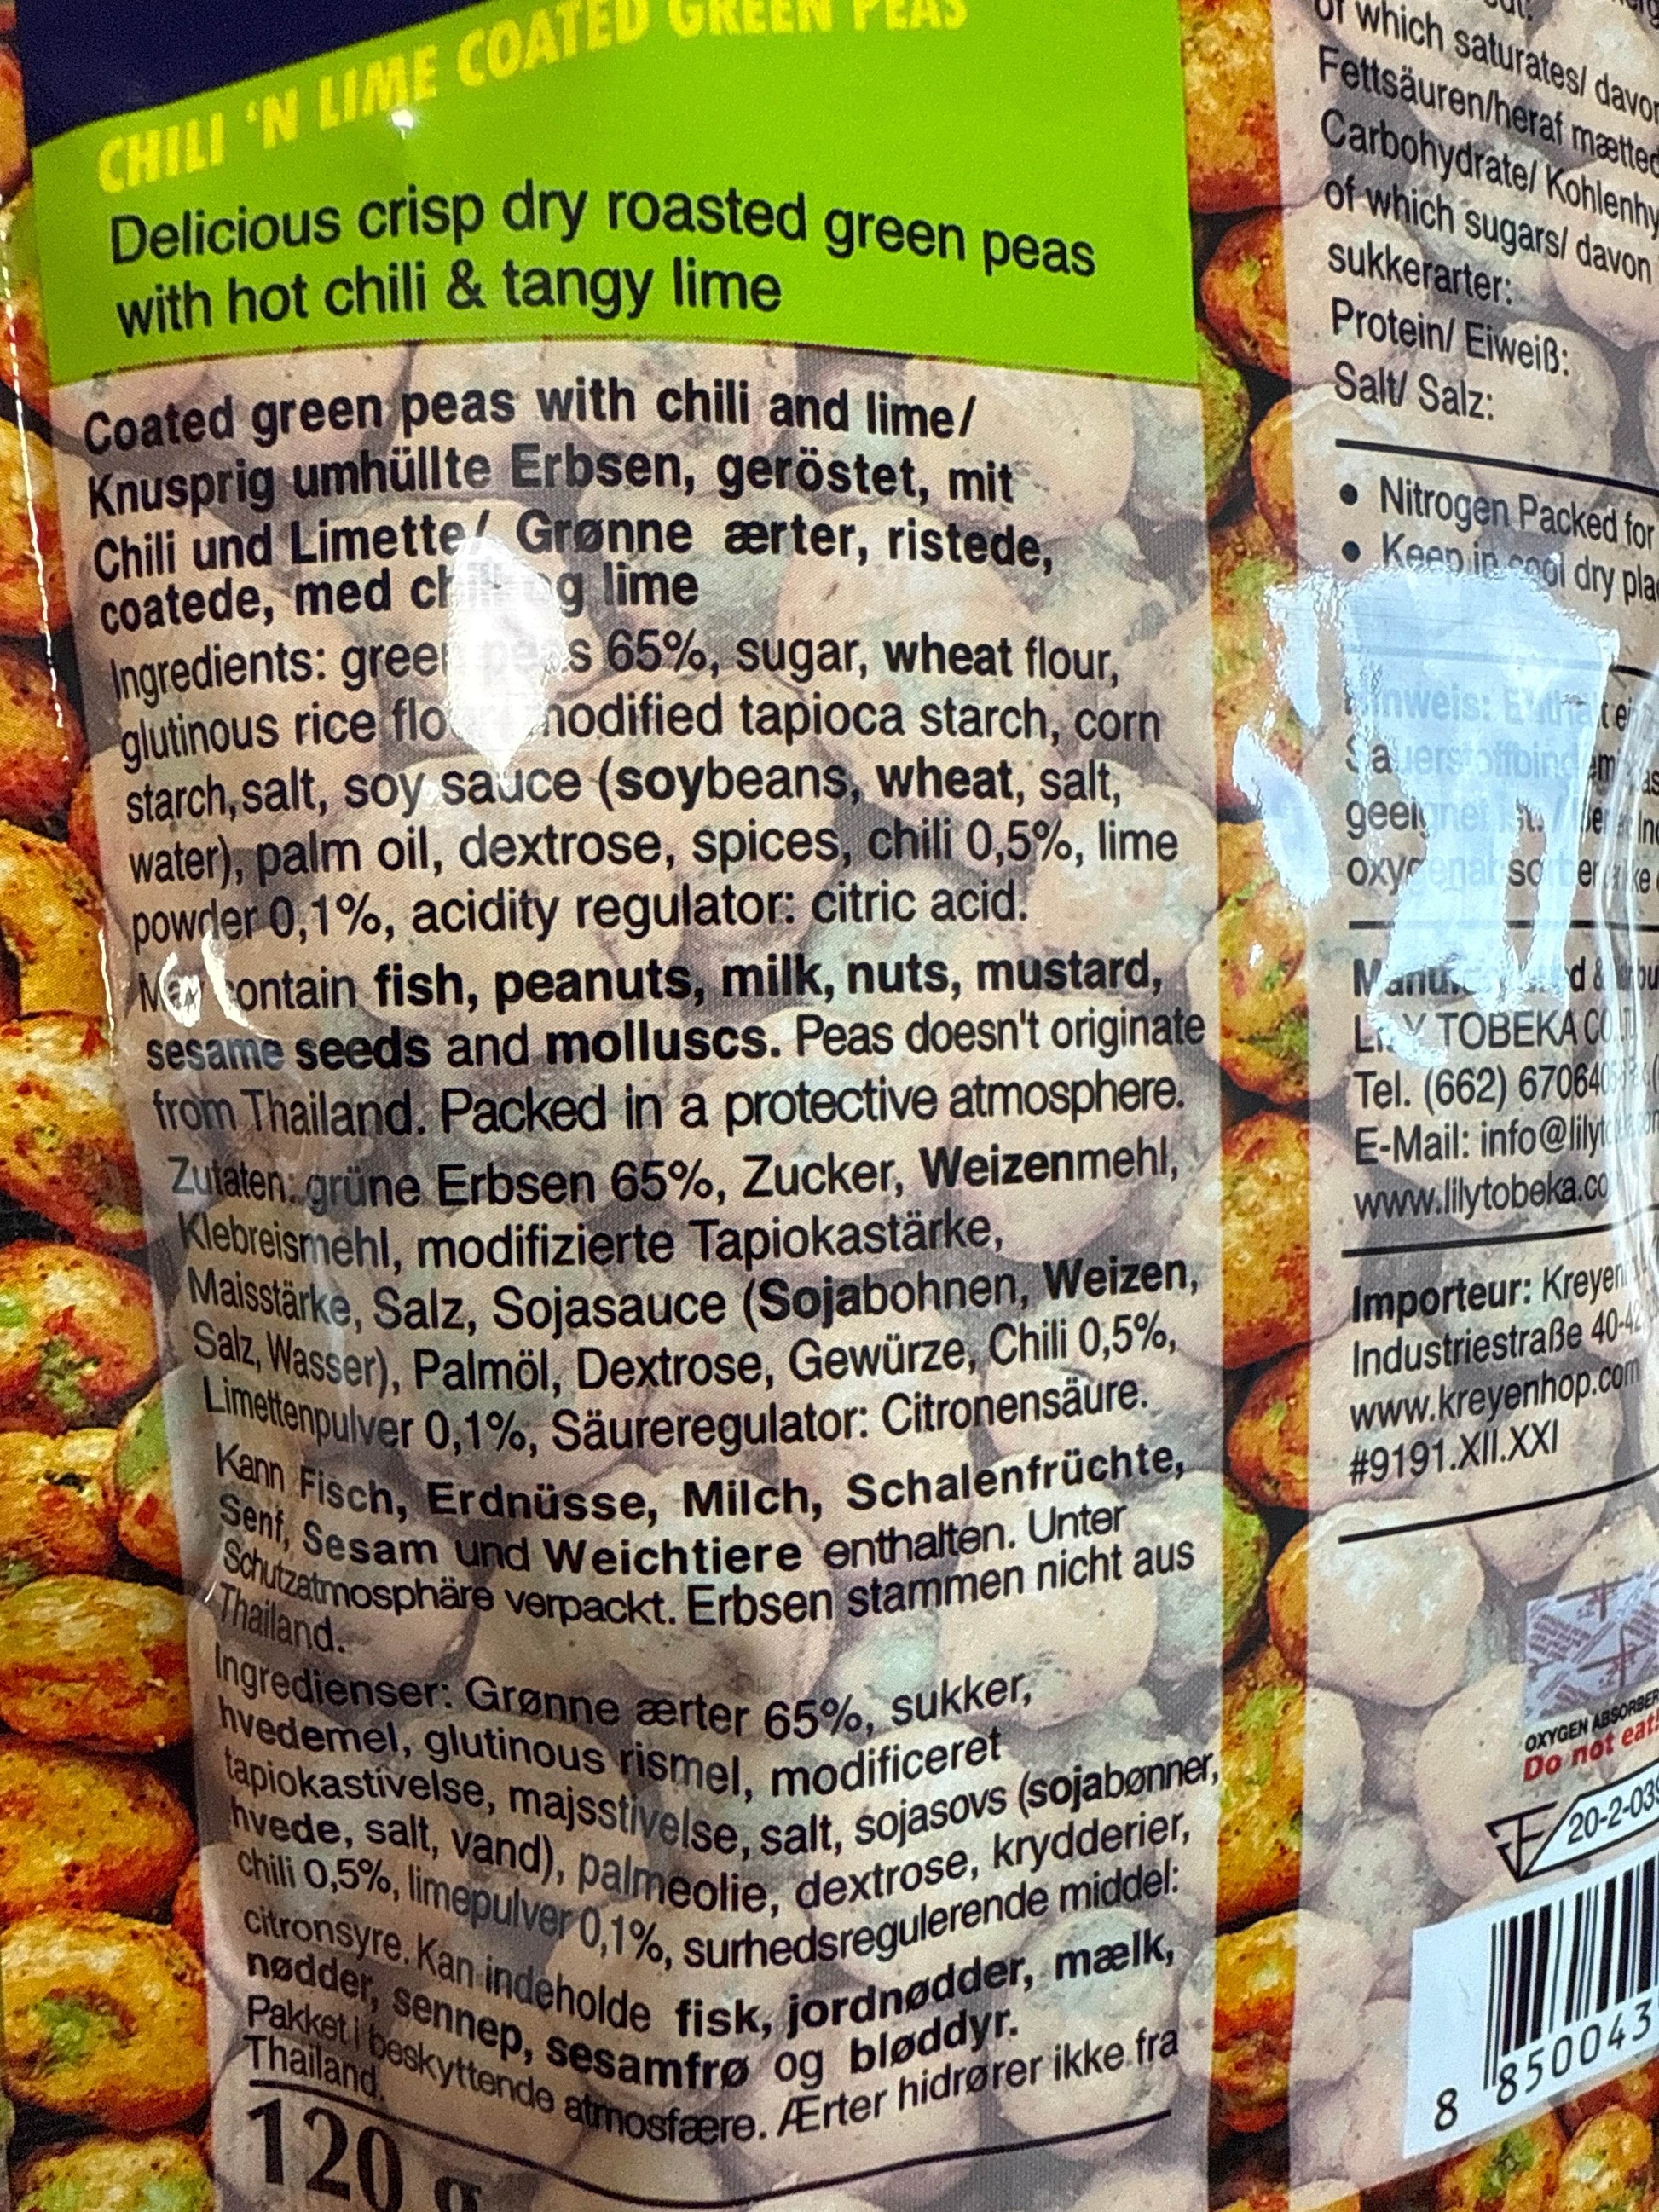 CHILI 'N LIME COATED GREEN PEAS
Delicious crisp dry roasted green peas
with hot chili & tangy lime
Coated green peas with chili and lime/
Knusprig umhüllte Erbsen, geröstet, mit
Chili und Limette/ Grønne ærter, ristede,
coatede, med chili og lime
Ingredients: green peas 65%, sugar, wheat flour,
glutinous rice flour, modified tapioca starch, corn
starch, salt, soy sauce (soybeans, wheat, salt,
water), palm oil, dextrose, spices, chili 0,5%, lime
powder 0,1%, acidity regulator: citric acid.
May contain fish, peanuts, milk, nuts, mustard,
sesame seeds and molluscs. Peas doesn't originate
from Thailand. Packed in a protective atmosphere.
Zutaten: grüne Erbsen 65%, Zucker, Weizenmehl,
Klebreismehl, modifizierte Tapiokastärke,
Maisstärke, Salz, Sojasauce (Sojabohnen, Weizen,
Salz, Wasser), Palmöl, Dextrose, Gewürze, Chili 0,5%,
Limettenpulver 0,1%, Säureregulator: Citronensäure.
Kann Fisch, Erdnüsse, Milch, Schalenfrüchte,
Senf, Sesam und Weichtiere enthalten. Unter
Schutzatmosphäre verpackt. Erbsen stammen nicht aus
Thailand.
Ingredienser: Grønne ærter 65%, sukker,
hvedemel, glutinous rismel, modificeret
tapiokastivelse, majsstivelse, salt, sojasovs (sojabønner,
hvede, salt, vand), palmeolie, dextrose, krydderier,
chili 0,5%, limepulver 0,1%, surhedsregulerende middel:
citronsyre. Kan indeholde fisk, jordnødder, mælk,
nødder, sennep, sesamfrø og bløddyr.
Pakket i beskyttende atmosfære. Ærter hidrører ikke fra
Thailand.
120 g
of which saturates/ davon
Fettsäuren/heraf mættede
Carbohydrate/ Kohlenhy
of which sugars/ davon
sukkerarter:
Protein/ Eiweiß:
Salt/ Salz:
• Nitrogen Packed for
• Keep in cool dry pla
Hinweis: Enthält ei
geeignet ist.
LILY TOBEKA CO
Tel. (662) 67064
E-Mail: info@lily
www.lilytobeka.co
Importeur: Kreyen
Industriestraße 40-42
www.kreyenhop.com
#9191.XII.XXI
OXYGEN ABSORBER
Do not eat!
20-2-039
8 850043